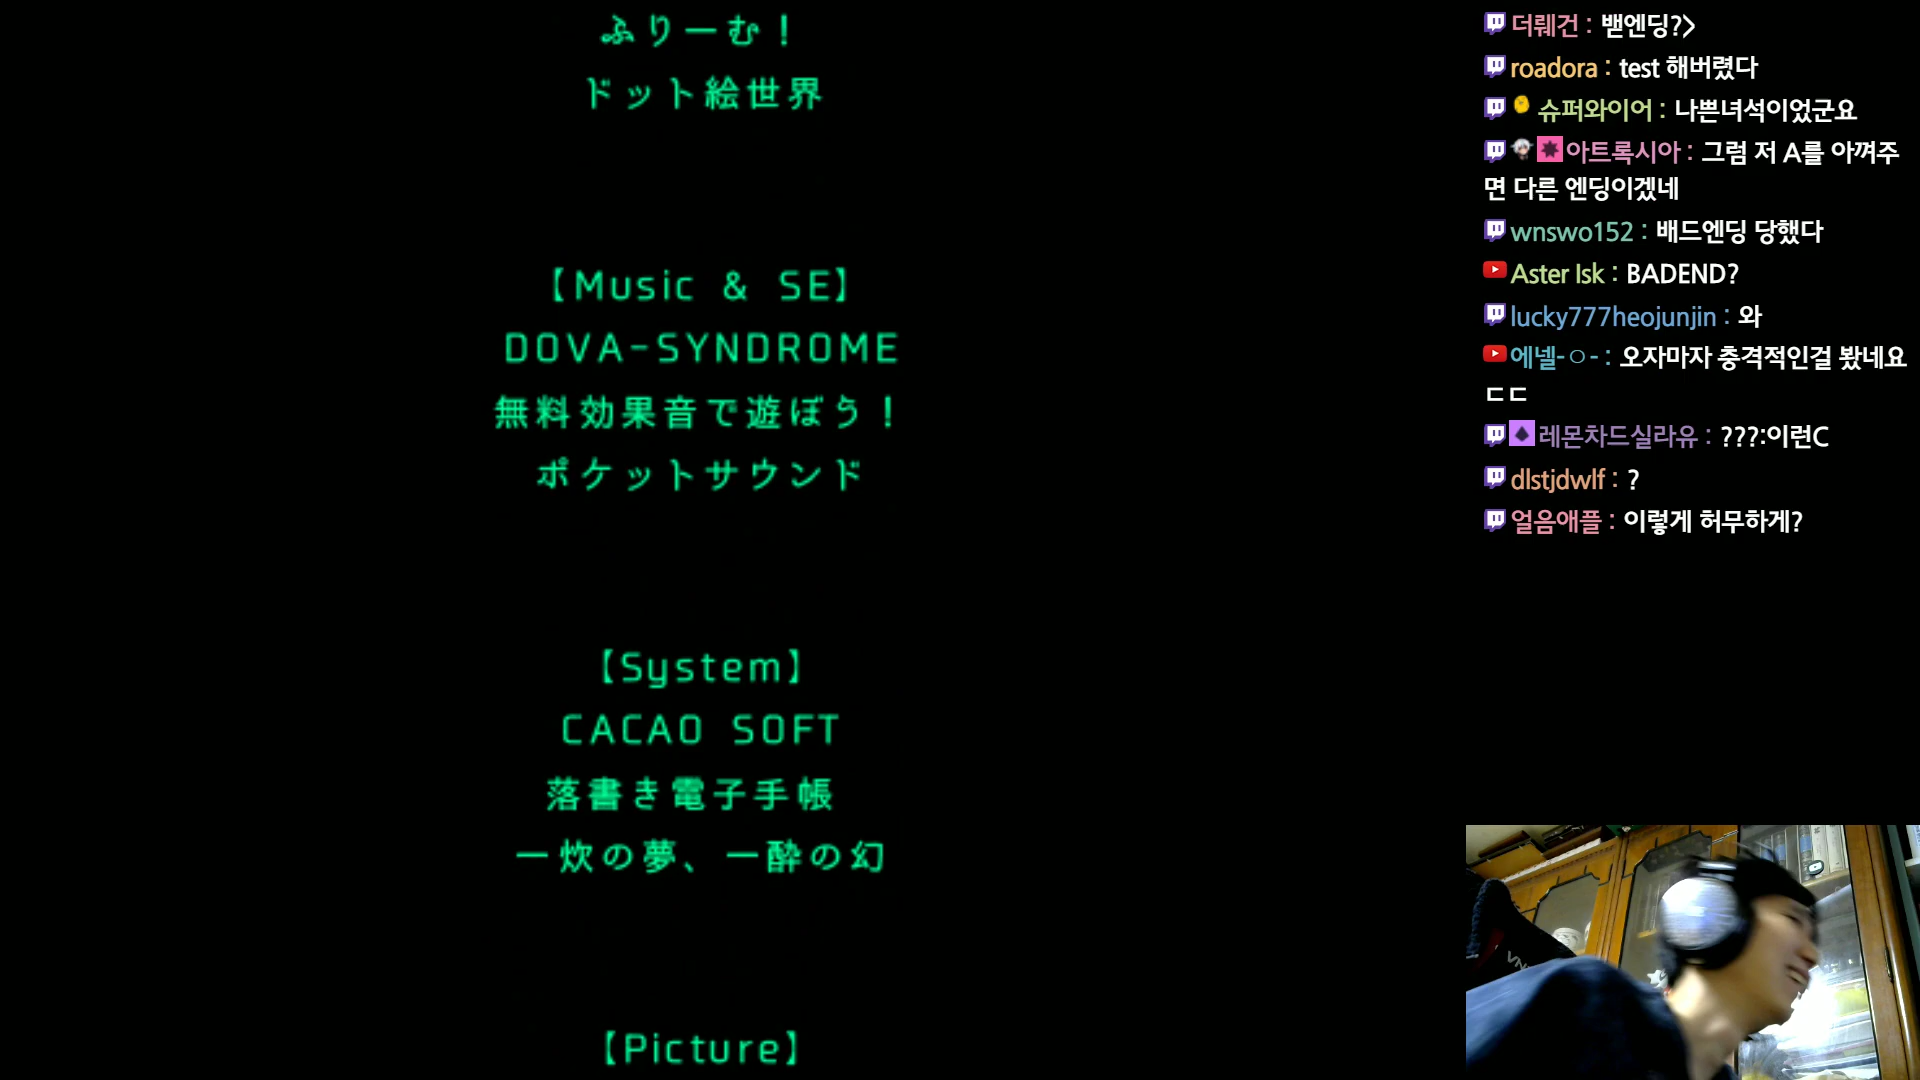 ふりーむ！
ドット絵世界
【Music & SE】
DOVA-SYNDROME
無料効果音で遊ぼう！
ポケットサウンド
【System】
CACAO SOFT
落書き電子手帳
一炊の夢、一酔の幻
【Picture】
더뤠건 : 밷엔딩?>
roadora : test 해버렸다
슈퍼와이어 : 나쁜녀석이었군요
아트록시아 : 그럼 저 A를 아껴주
면 다른 엔딩이겠네
wnswo152 : 배드엔딩 당했다
Aster Isk : BADEND?
lucky777heojunjin : 와
에넬-ㅇ- : 오자마자 충격적인걸 봤네요
ㄷㄷ
레몬차드실라유 : ???:이런C
dlstjdwlf : ?
얼음애플 : 이렇게 허무하게?